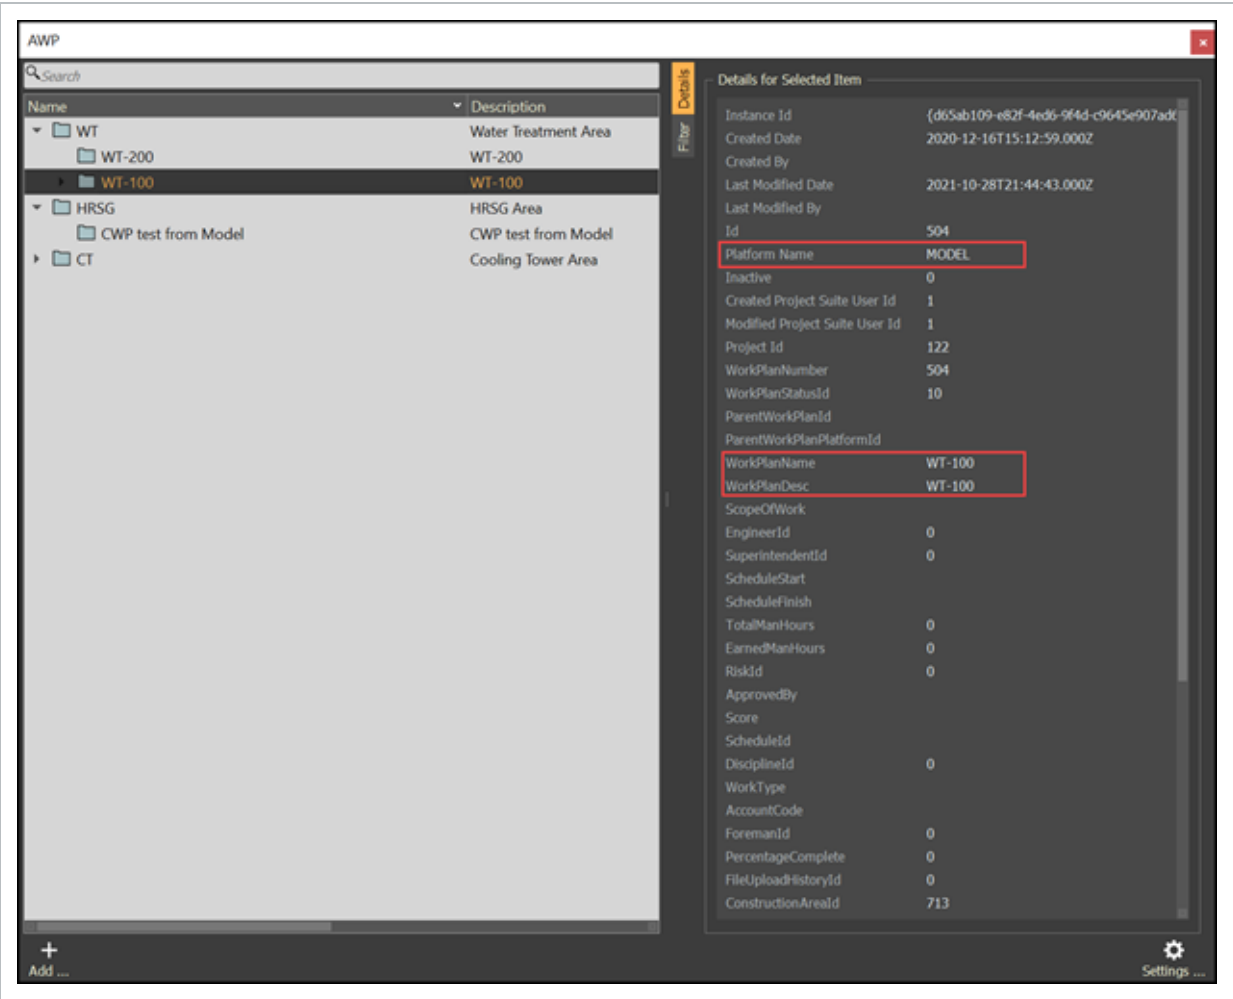 AWP
Search
Name Description
WT Water Treatment Area
WT-200 WT-200
WT-100 WT-100
HRSG HRSG Area
CWP test from Model CWP test from Model
CT Cooling Tower Area
Details
Filter
Details for Selected Item
Instance Id {d65ab109-e82f-4ed6-9f4d-c9645e907ad6
Created Date 2020-12-16T15:12:59.000Z
Created By
Last Modified Date 2021-10-28T21:44:43.000Z
Last Modified By
Id 504
Platform Name MODEL
Inactive 0
Created Project Suite User Id 1
Modified Project Suite User Id 1
Project Id 122
WorkPlanNumber 504
WorkPlanStatusId 10
ParentWorkPlanId
ParentWorkPlanPlatformId
WorkPlanName WT-100
WorkPlanDesc WT-100
ScopeOfWork
EngineerId 0
SuperintendentId 0
ScheduleStart
ScheduleFinish
TotalManHours 0
EarnedManHours 0
RiskId 0
ApprovedBy
Score
ScheduleId
DisciplineId 0
WorkType
AccountCode
ForemanId 0
PercentageComplete 0
FileUploadHistoryId 0
ConstructionAreaId 713
Add ...
Settings ...